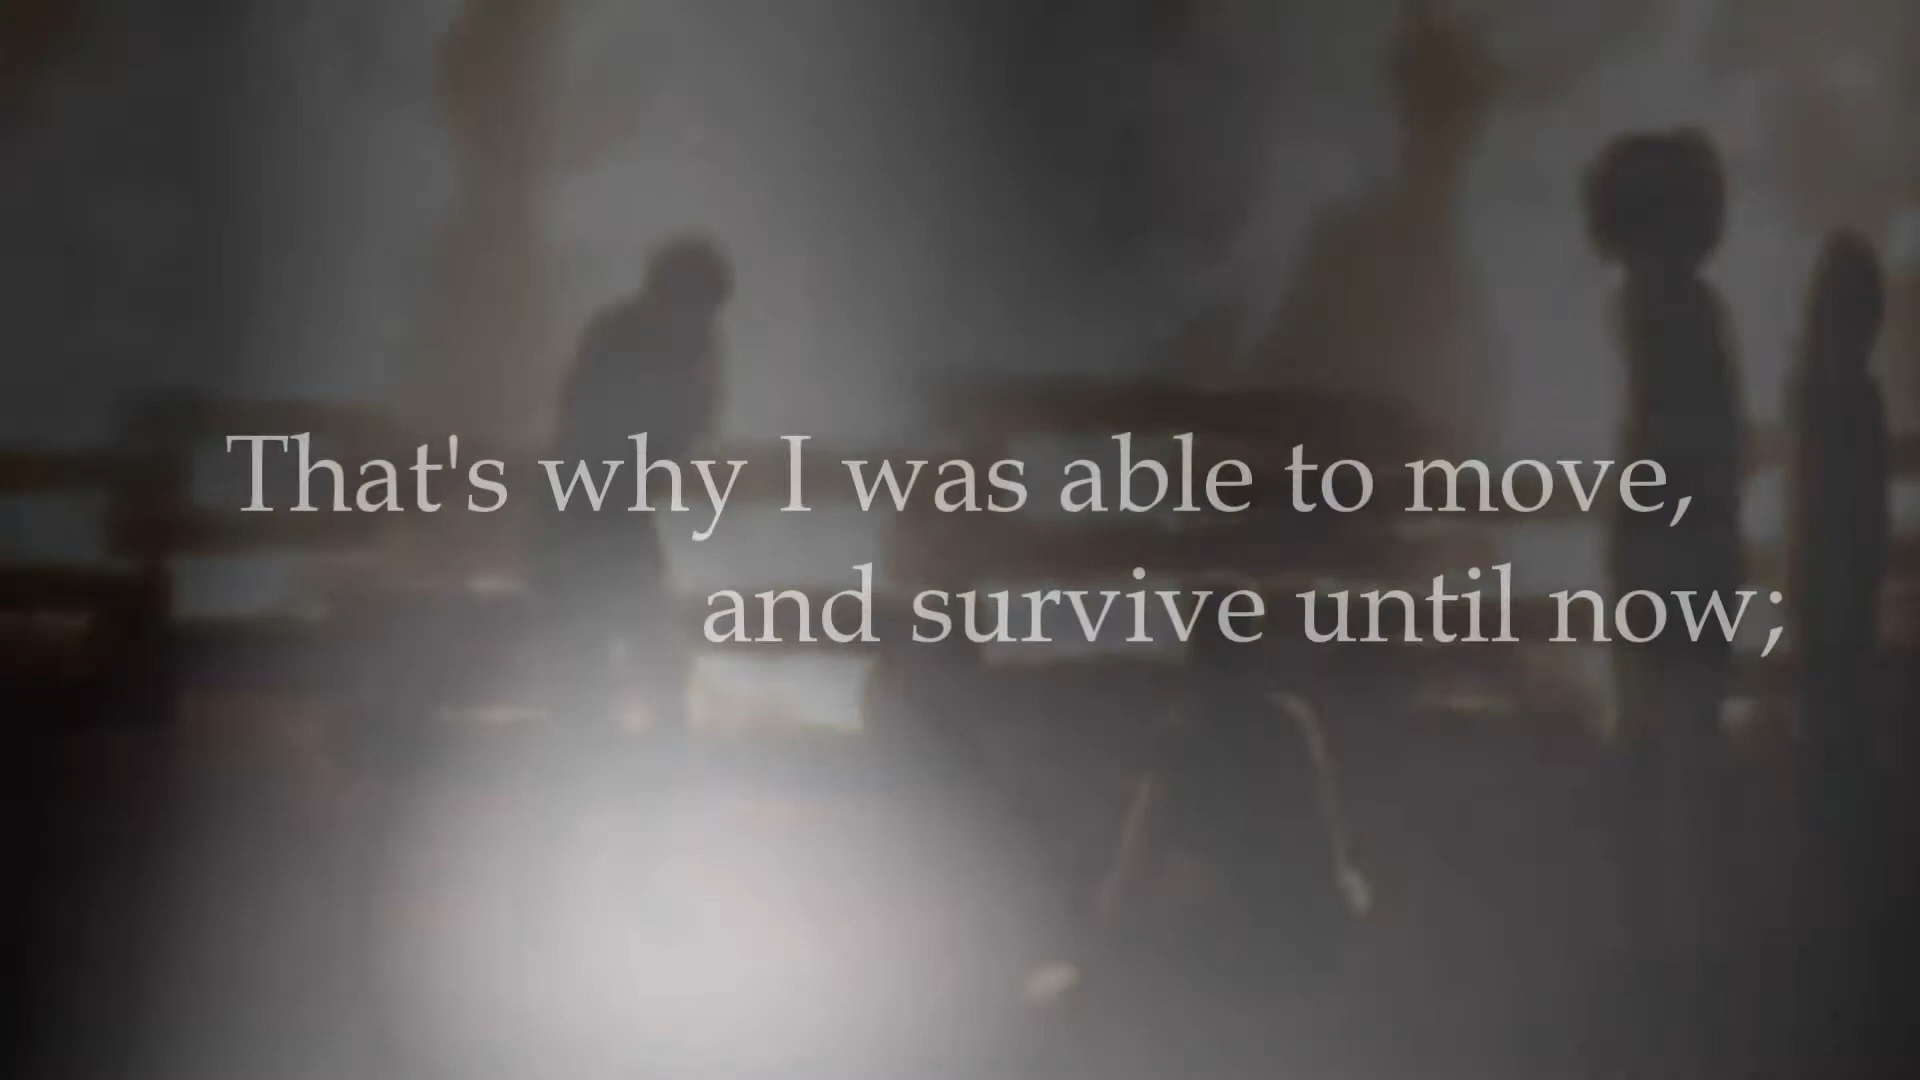 That's why I was able to move,
and survive until now;